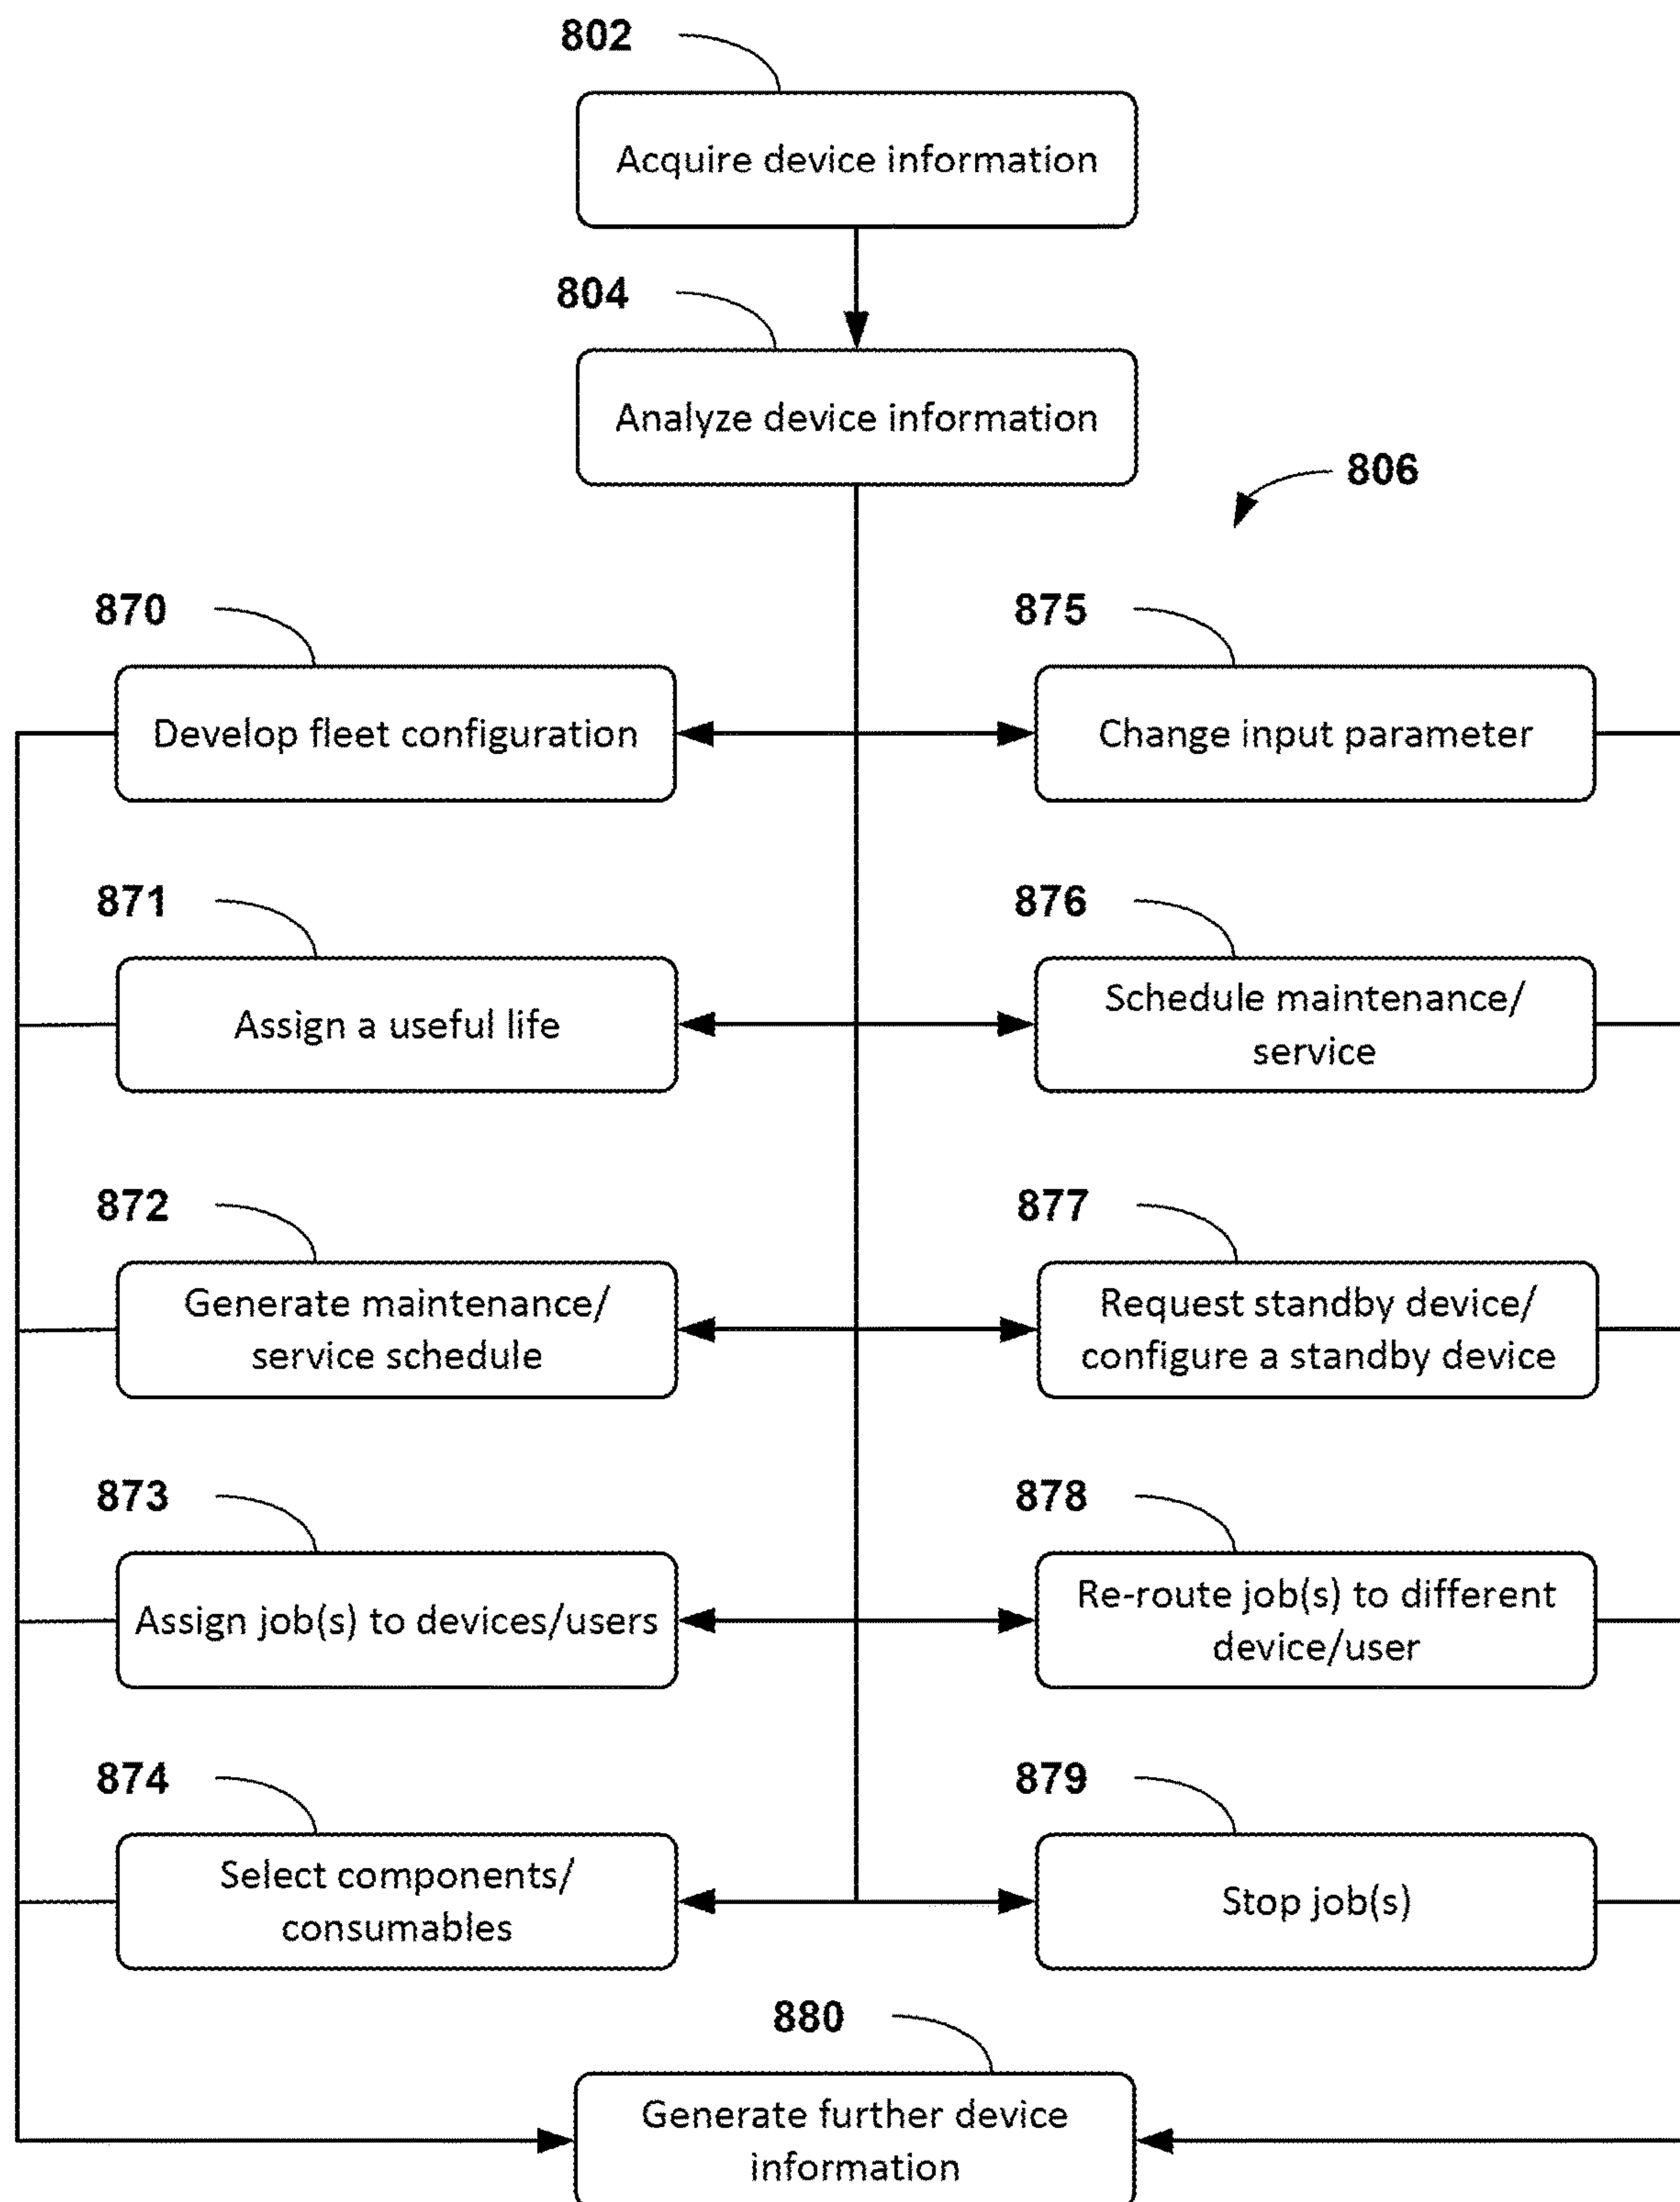 802
Acquire device information
804
Analyze device information
806
870
Develop fleet configuration
875
Change input parameter
871
Assign a useful life
876
Schedule maintenance/
service
872
Generate maintenance/
service schedule
877
Request standby device/
configure a standby device
873
Assign job(s) to devices/users
878
Re-route job(s) to different
device/user
874
Select components/
consumables
879
Stop job(s)
880
Generate further device
information